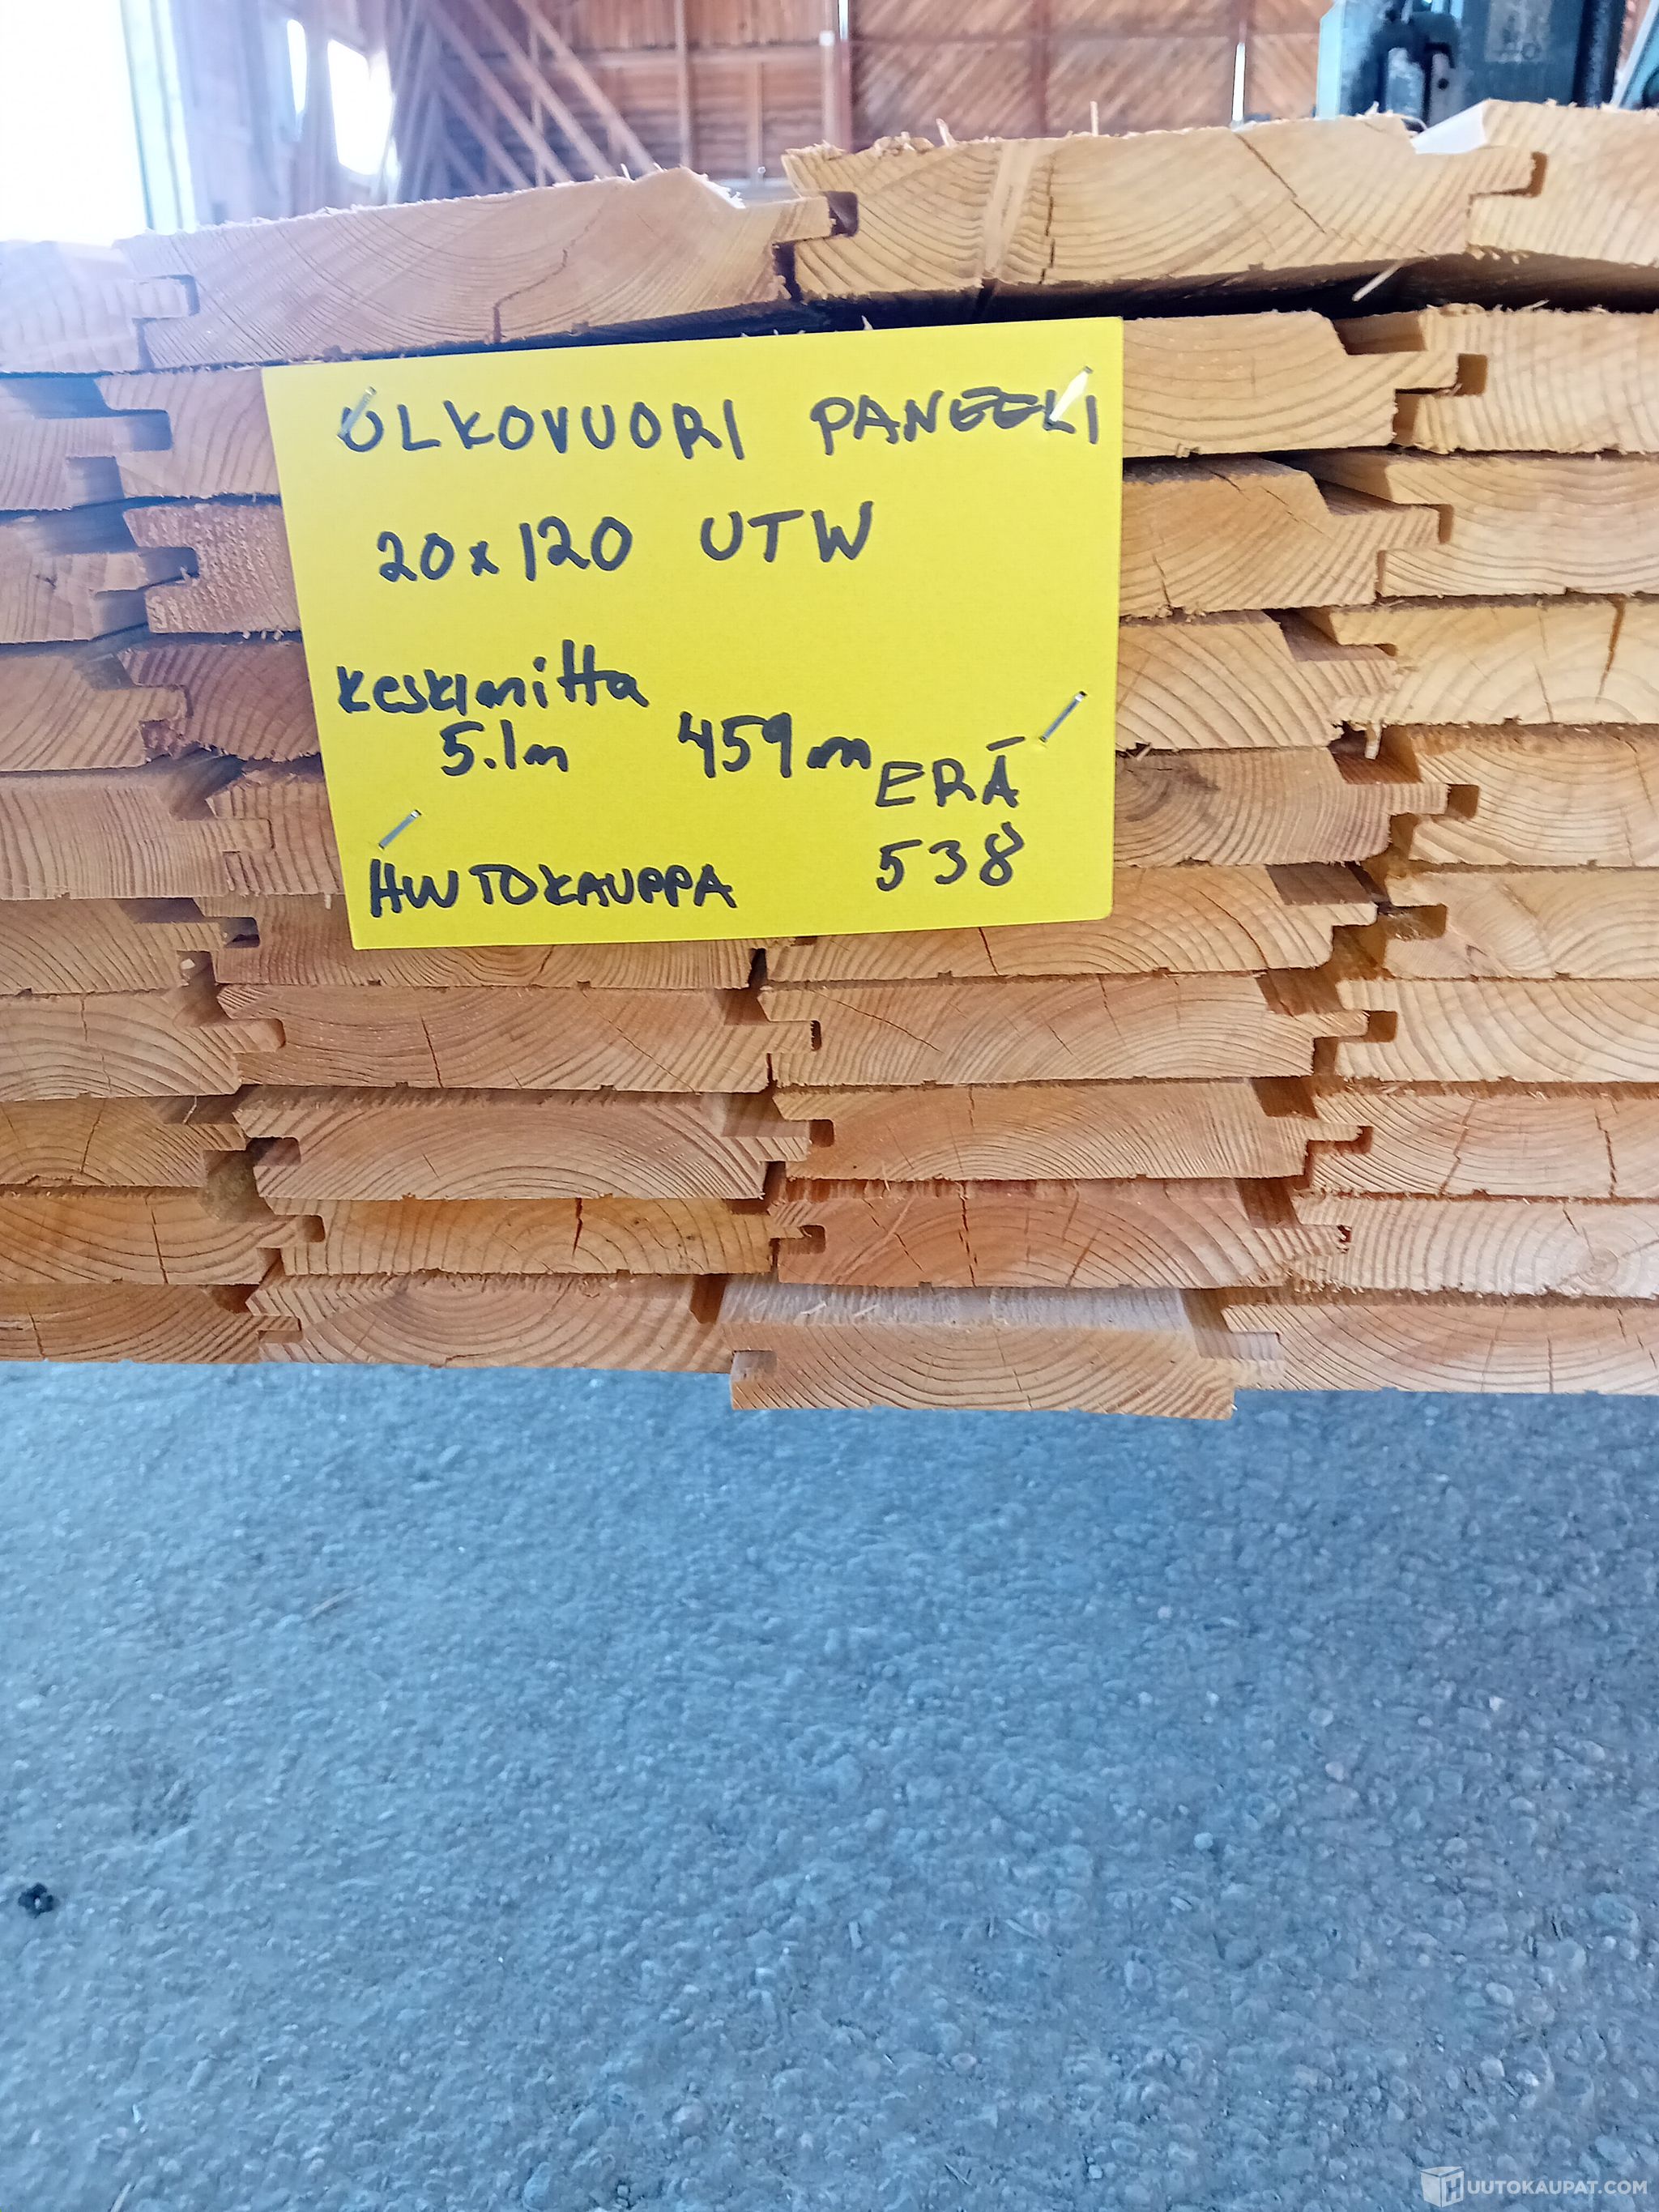 ULKOVUORI PANEELI
20x120 UTW
Keskimitta
5.1m 459m
ERÄ
538
HUUTOKAUPPA
HUUTOKAUPAT.COM